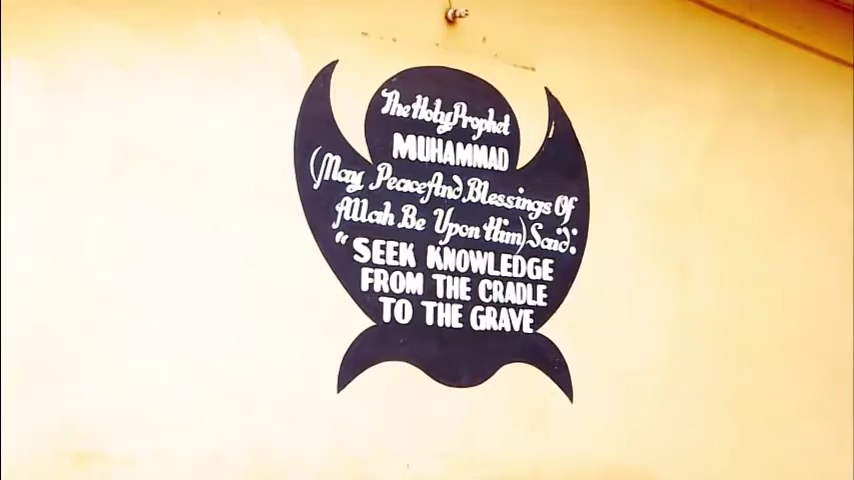 The Holy Prophet
MUHAMMAD
(May Peace And Blessings Of
Allah Be Upon Him) Said:
"SEEK KNOWLEDGE
FROM THE CRADLE
TO THE GRAVE